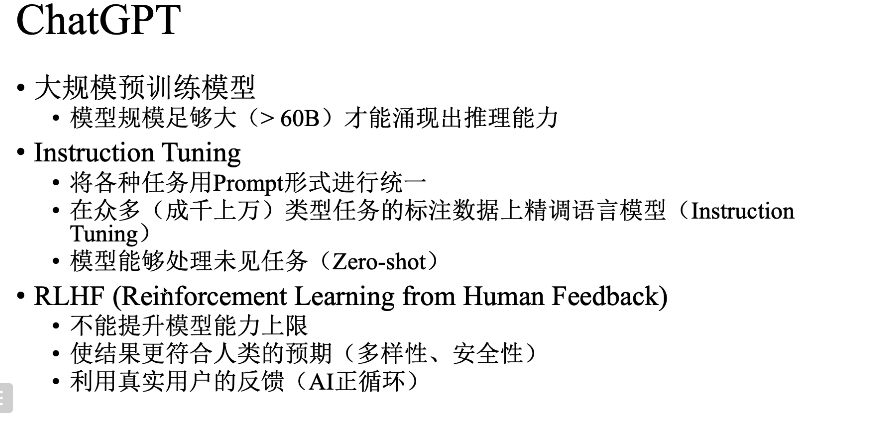 ChatGPT
• 大规模预训练模型
• 模型规模足够大（> 60B）才能涌现出推理能力
• Instruction Tuning
• 将各种任务用Prompt形式进行统一
• 在众多（成千上万）类型任务的标注数据上精调语言模型（Instruction
Tuning）
• 模型能够处理未见任务（Zero-shot）
• RLHF (Reinforcement Learning from Human Feedback)
• 不能提升模型能力上限
• 使结果更符合人类的预期（多样性、安全性）
• 利用真实用户的反馈（AI正循环）